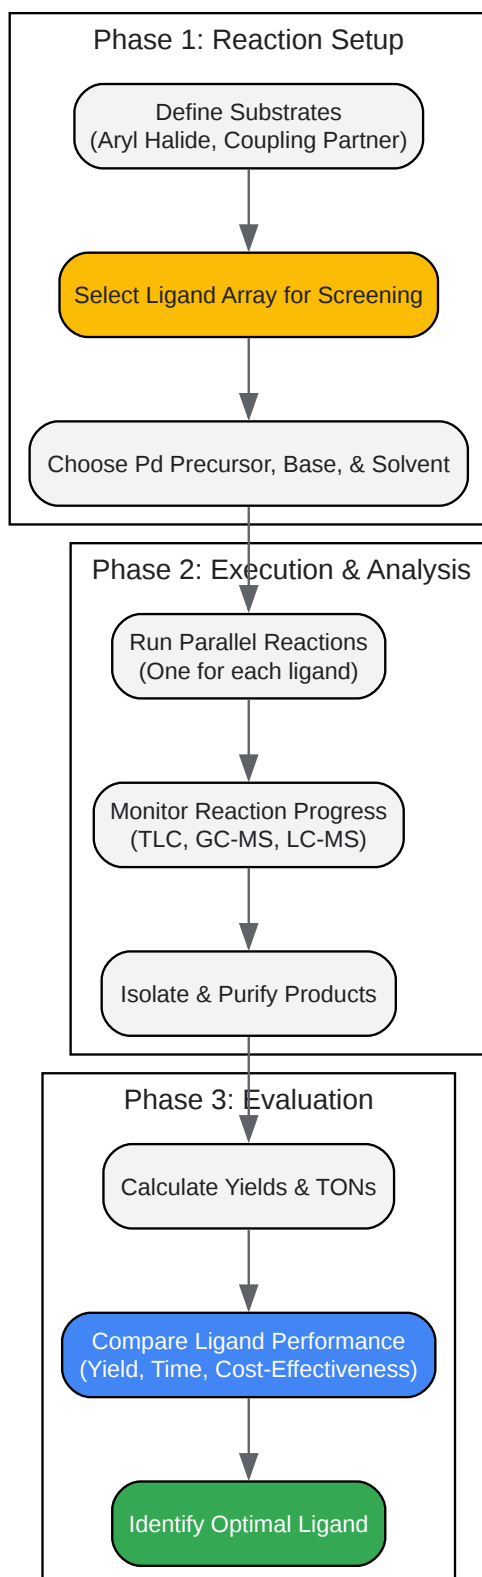 Phase 1: Reaction Setup
Define Substrates
(Aryl Halide, Coupling Partner)
Select Ligand Array for Screening
Choose Pd Precursor, Base, & Solvent
Phase 2: Execution & Analysis
Run Parallel Reactions
(One for each ligand)
Monitor Reaction Progress
(TLC, GC-MS, LC-MS)
Isolate & Purify Products
Phase 3: Evaluation
Calculate Yields & TONs
Compare Ligand Performance
(Yield, Time, Cost-Effectiveness)
Identify Optimal Ligand